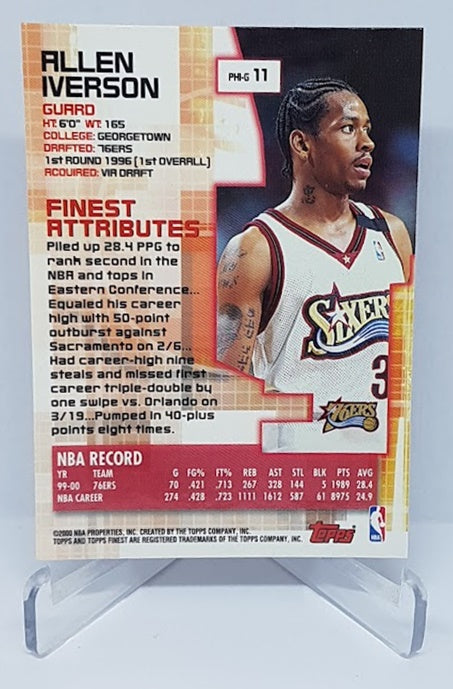 ALLEN
IVERSON
PHI-G 11
GUARD
HT: 6'0" WT: 165
COLLEGE: GEORGETOWN
DRAFTED: 76ERS
1ST ROUND 1996 (1ST OVERALL)
ACQUIRED: VIA DRAFT
FINEST
ATTRIBUTES
Piled up 28.4 PPG to
rank second in the
NBA and tops in
Eastern Conference...
Equaled his career
high with 50-point
outburst against
Sacramento on 2/6...
Had career-high nine
steals and missed first
career triple-double by
one swipe vs. Orlando on
3/19...Pumped in 40-plus
points eight times.
SIXERS
3
76ERS
NBA RECORD
YR TEAM G FG% FT% REB AST STL BLK PTS AVG
99-00 76ERS 70 .421 .713 267 328 144 5 1989 28.4
NBA CAREER 274 .428 .723 1111 1612 587 61 8975 24.9
©2000 NBA PROPERTIES, INC. CREATED BY THE TOPPS COMPANY, INC.
TOPPS AND TOPPS FINEST ARE REGISTERED TRADEMARKS OF THE TOPPS COMPANY, INC.
Topps
NBA